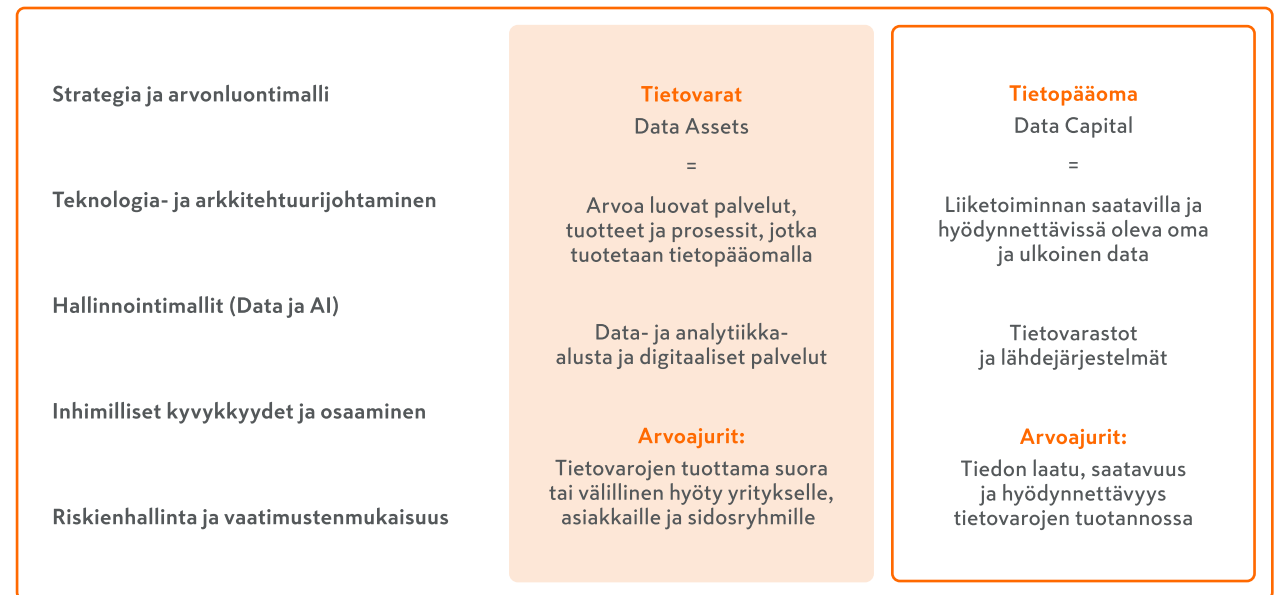 Strategia ja arvonluontimalli
Teknologia- ja arkkitehtuurijohtaminen
Hallinnointimallit (Data ja AI)
Inhimilliset kyvykkyydet ja osaaminen
Riskienhallinta ja vaatimustenmukaisuus
Tietovarat
Data Assets
=
Arvoa luovat palvelut,
tuotteet ja prosessit, jotka
tuotetaan tietopääomalla
Data- ja analytiikka-
alusta ja digitaaliset palvelut
Arvoajurit:
Tietovarojen tuottama suora
tai välillinen hyöty yritykselle,
asiakkaille ja sidosryhmille
Tietopääoma
Data Capital
=
Liiketoiminnan saatavilla ja
hyödynnettävissä oleva oma
ja ulkoinen data
Tietovarastot
ja lähdejärjestelmät
Arvoajurit:
Tiedon laatu, saatavuus
ja hyödynnettävyys
tietovarojen tuotannossa